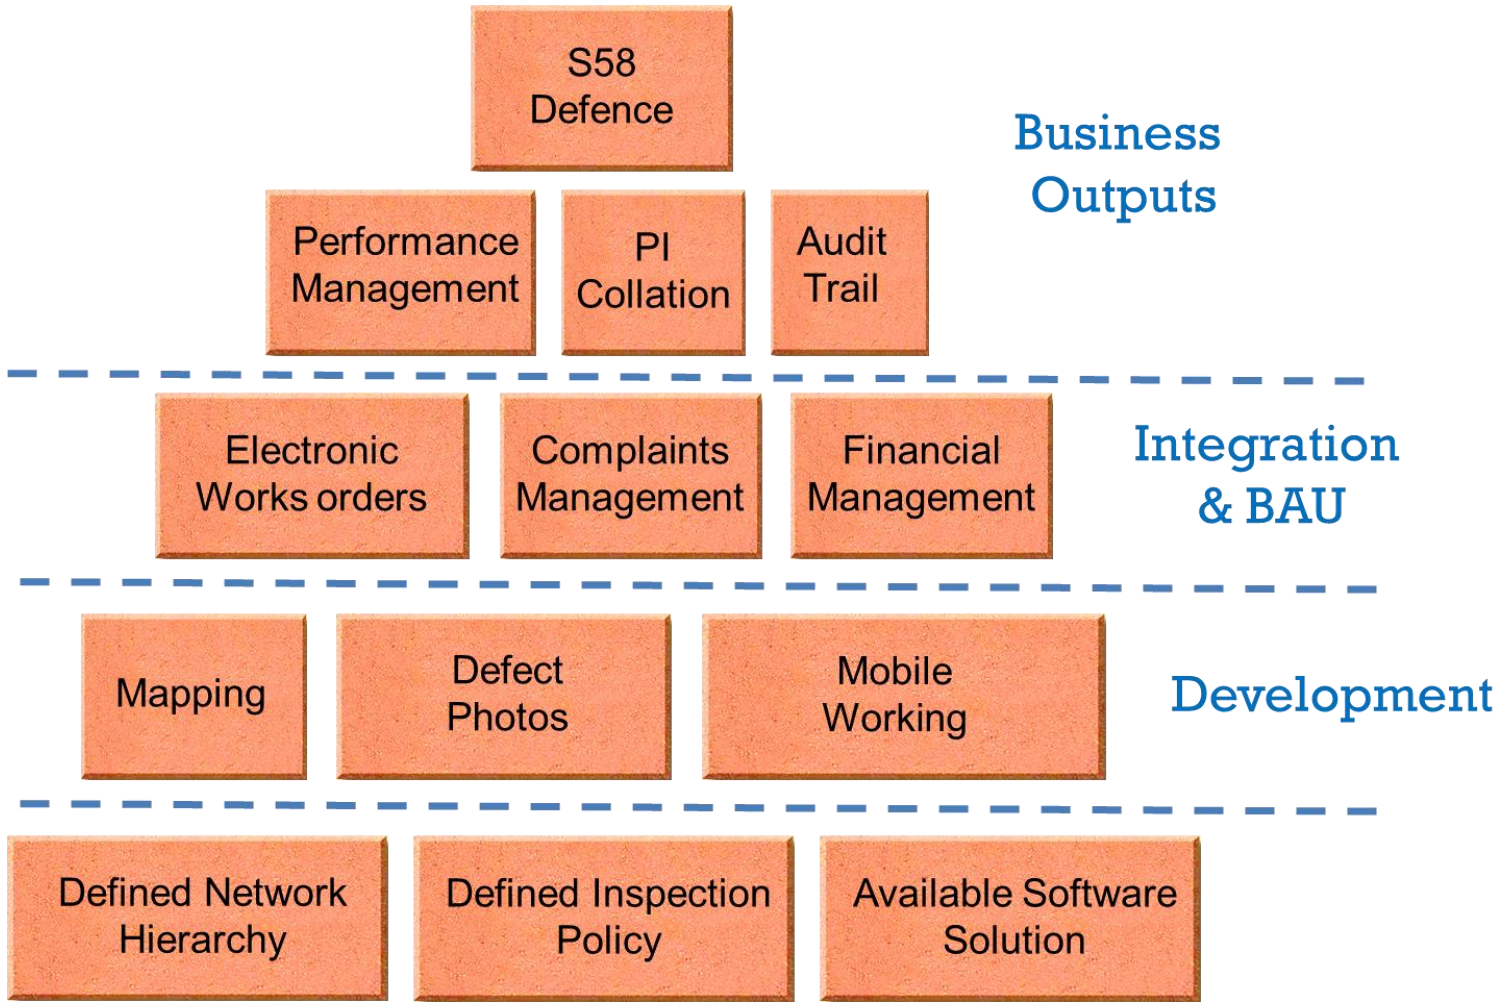 S58
Defence
Business
Outputs
Performance
Management
PI
Collation
Audit
Trail
Electronic
Works orders
Complaints
Management
Financial
Management
Integration
& BAU
Mapping
Defect
Photos
Mobile
Working
Development
Defined Network
Hierarchy
Defined Inspection
Policy
Available Software
Solution